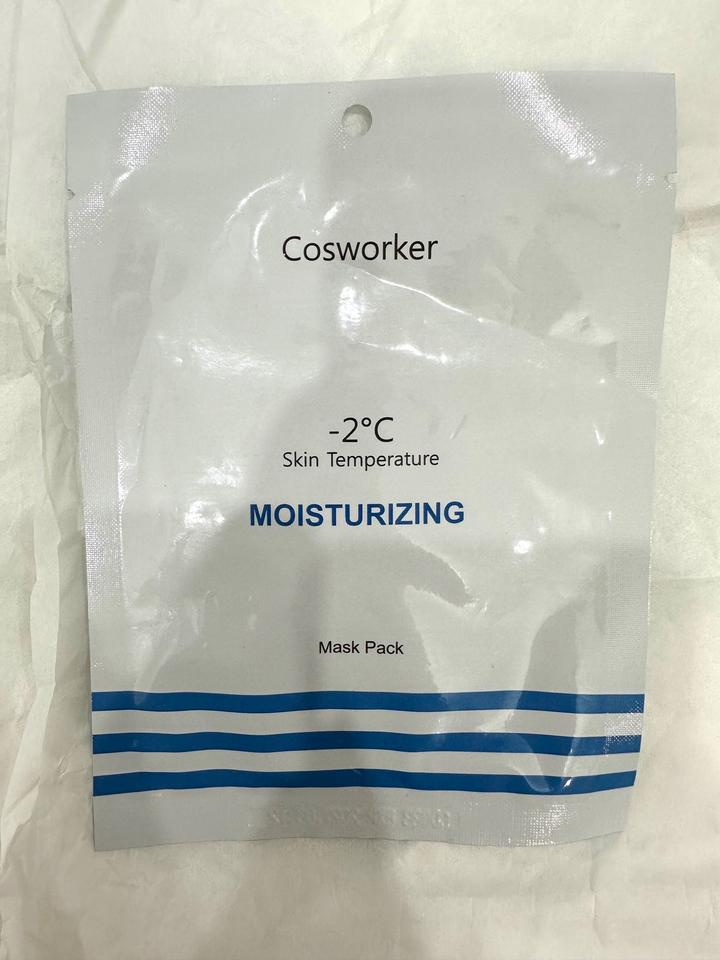 Cosworker
-2°C
Skin Temperature
MOISTURIZING
Mask Pack